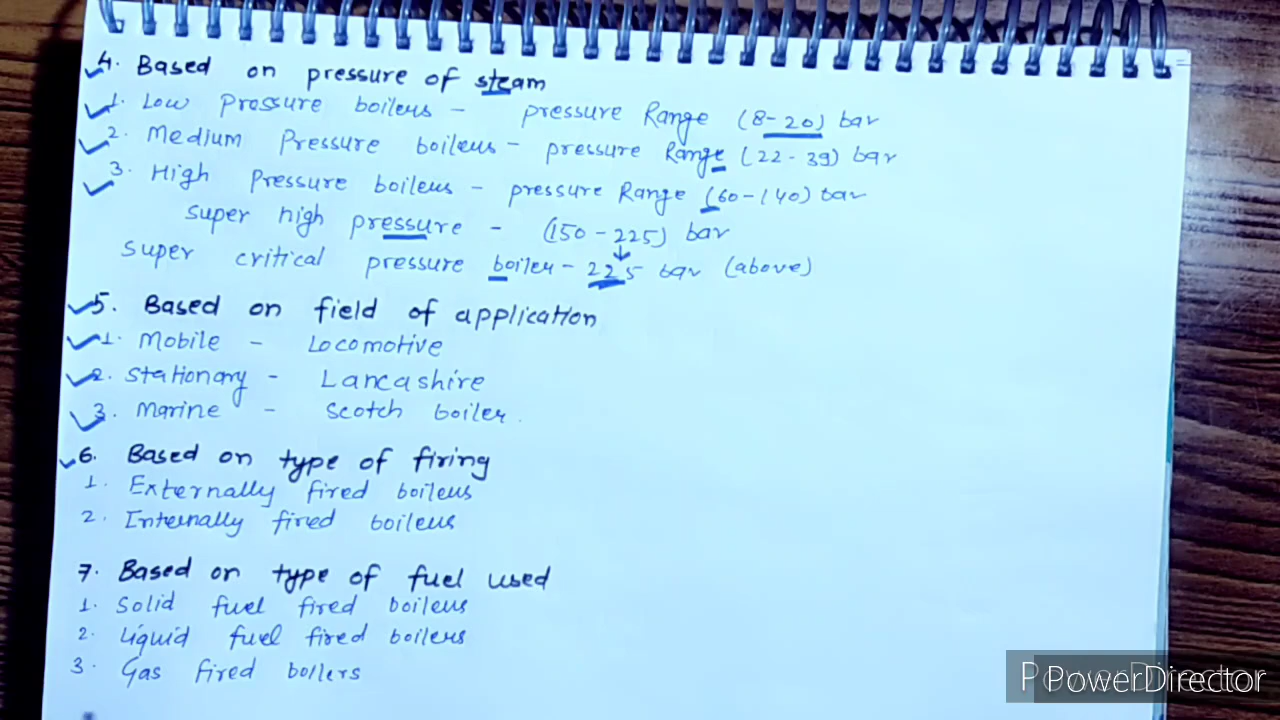 4. Based on pressure of steam
1. Low pressure boilers - pressure Range (8-20) bar
2. Medium Pressure boilers - pressure Range (22-39) bar
3. High pressure boilers - pressure Range (60-140) bar
super high pressure - (150-225) bar
super critical pressure boiler - 225 bar (above)
5. Based on field of application
1. Mobile - Locomotive
2. Stationary - Lancashire
3. Marine - Scotch boiler.
6. Based on type of firing
1. Externally fired boilers
2. Internally fired boilers
7. Based on type of fuel used
1. Solid fuel fired boilers
2. Liquid fuel fired boilers
3. Gas fired boilers
PowerDirector